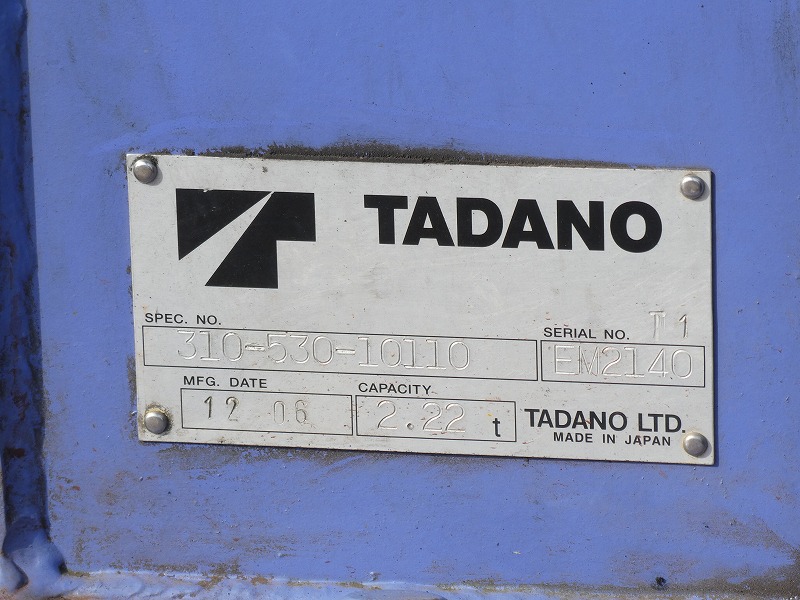 TADANO
SPEC. NO.
310-530-10110
SERIAL NO. T1
EM2140
MFG. DATE
12 06
CAPACITY
2.22 t
TADANO LTD.
MADE IN JAPAN